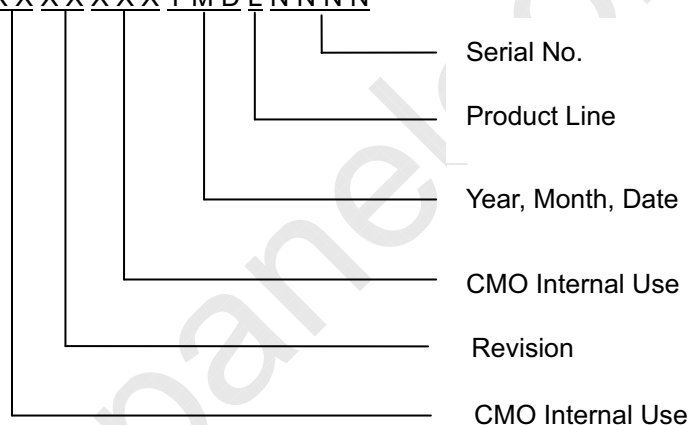 X X X X X X X Y M D L N N N N
Serial No.
Product Line
Year, Month, Date
CMO Internal Use
Revision
CMO Internal Use